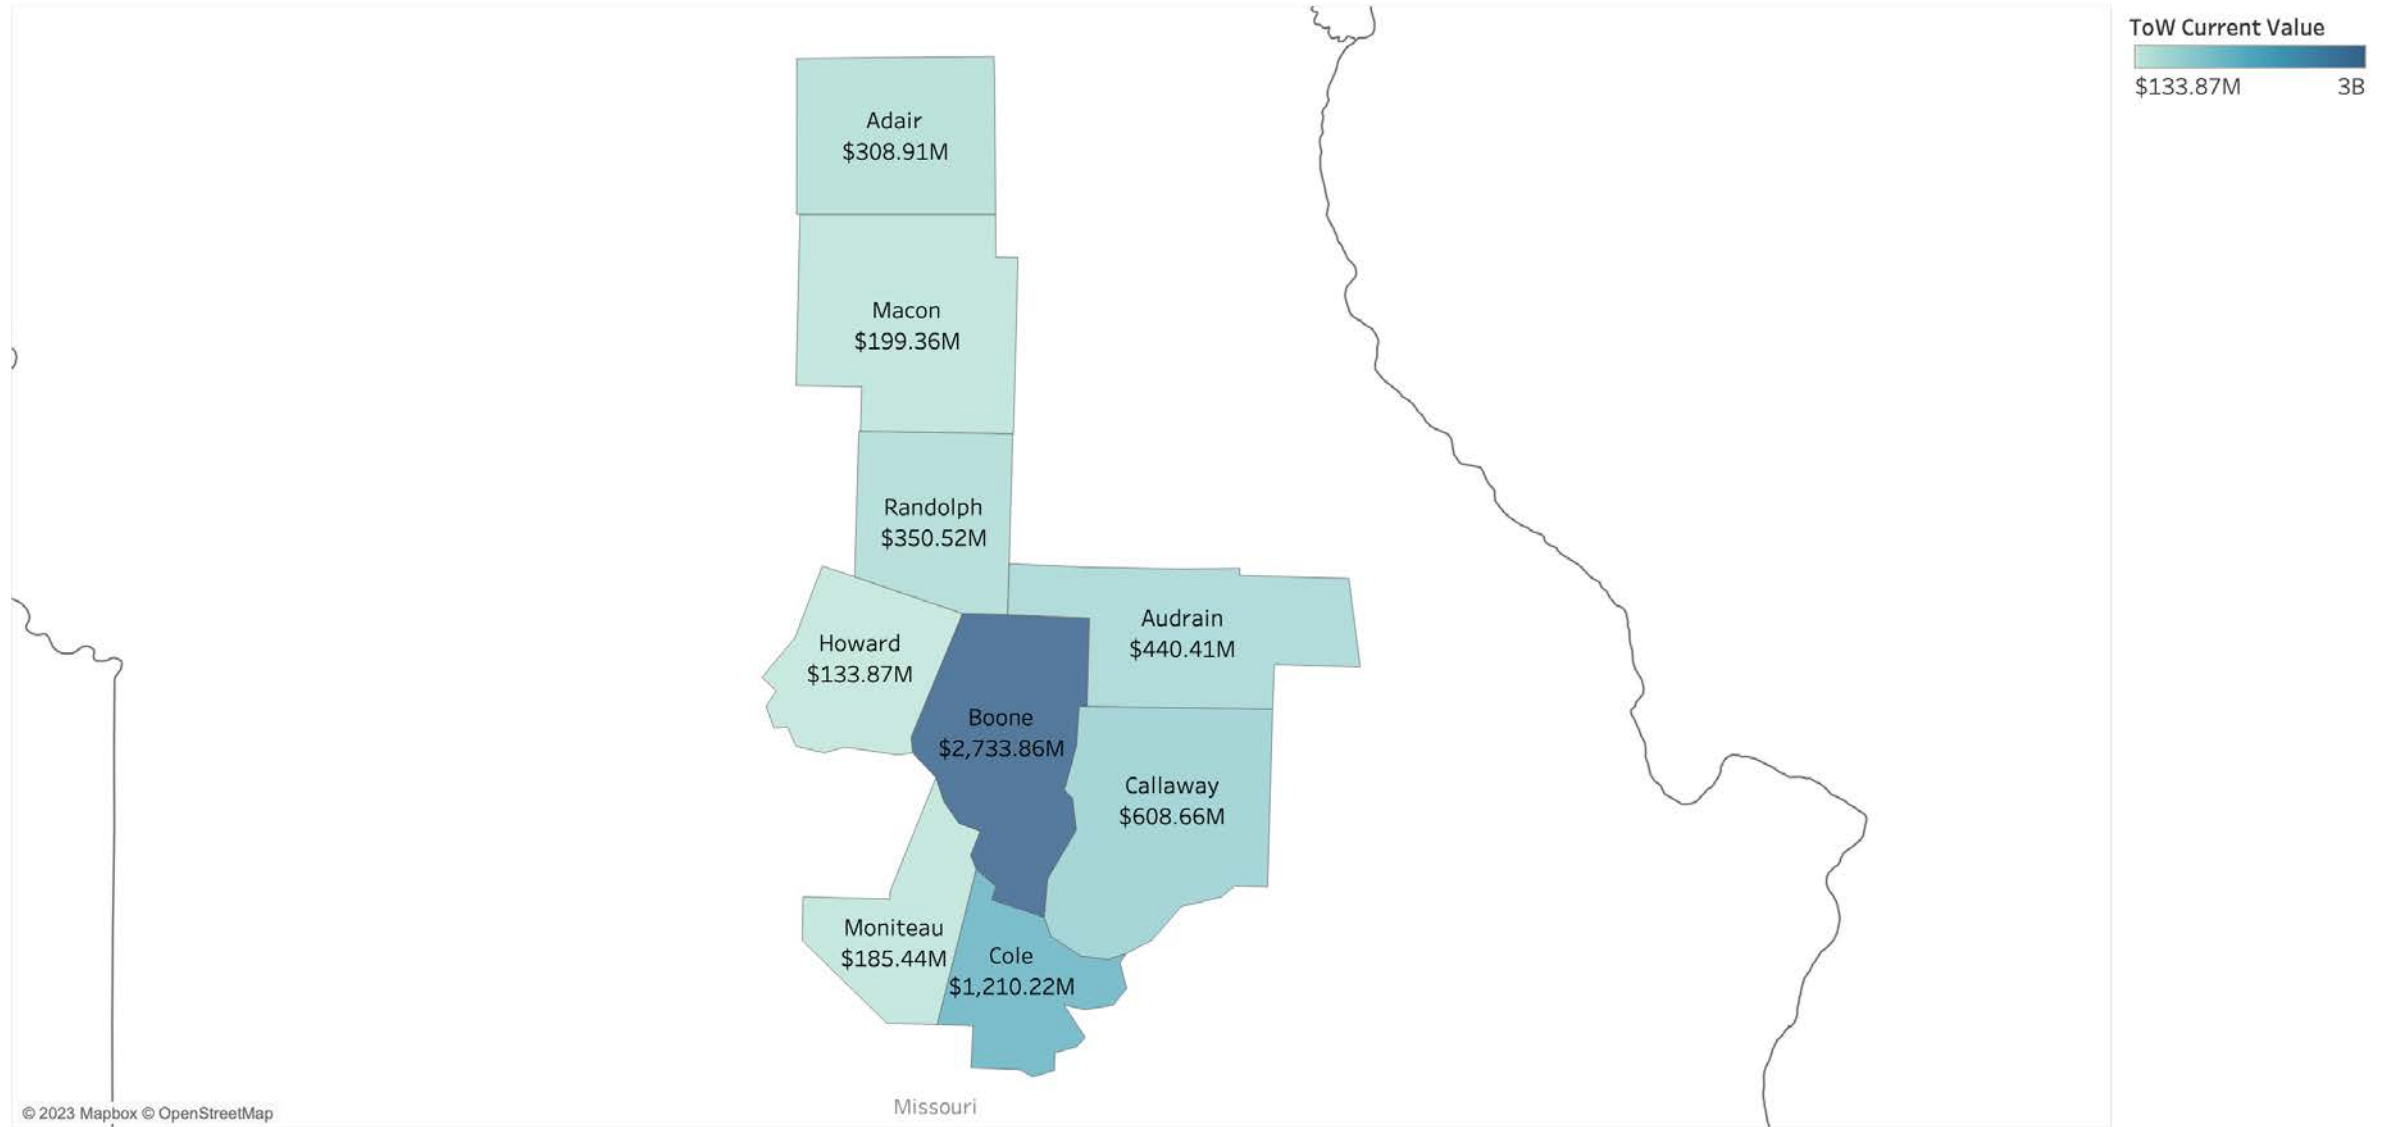 ToW Current Value
$133.87M 3B
Adair
$308.91M
Macon
$199.36M
Randolph
$350.52M
Howard
$133.87M
Audrain
$440.41M
Boone
$2,733.86M
Callaway
$608.66M
Moniteau
$185.44M
Cole
$1,210.22M
Missouri
© 2023 Mapbox © OpenStreetMap